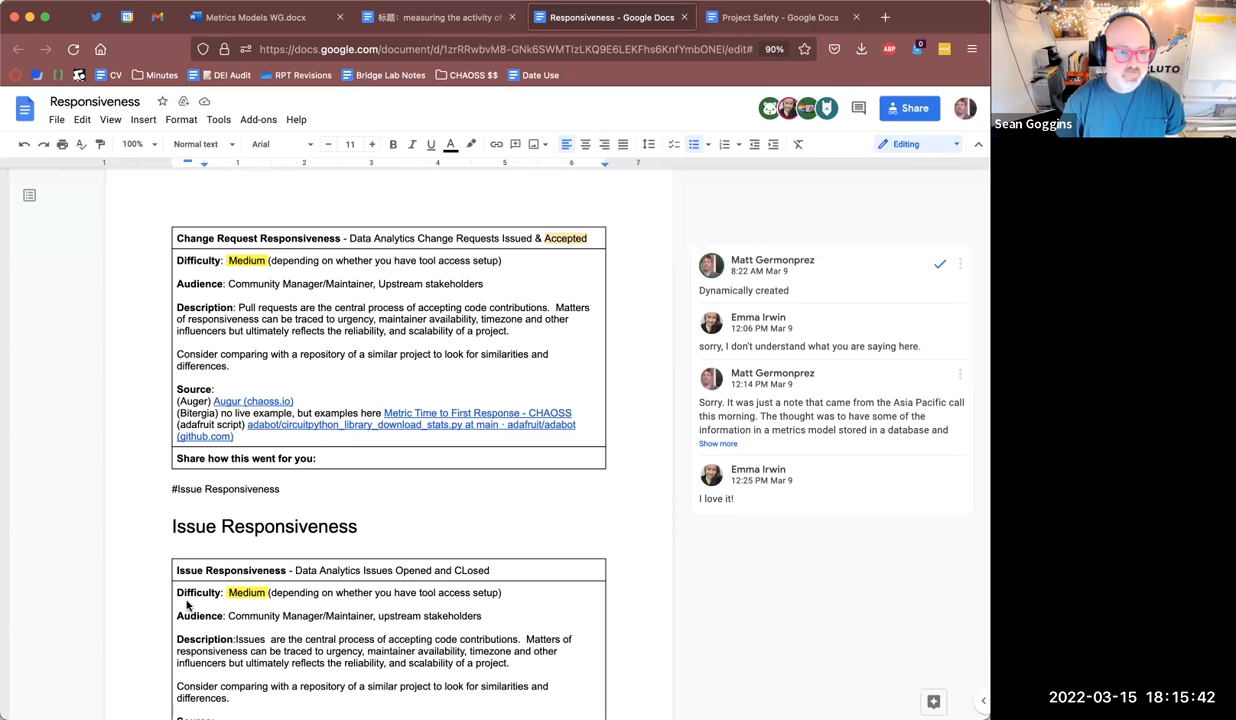 Metrics Models WG.docx
标题：measuring the activity of
Responsiveness - Google Docs
Project Safety - Google Docs
https://docs.google.com/document/d/1zrRRwbvM8-GNk6SWMTIzLKQ9E6LEKFhs6KnfYmbONEI/edit#
90%
ABP
0
CV
Minutes
DEI Audit
RPT Revisions
Bridge Lab Notes
CHAOSS $$
Date Use
Responsiveness
File Edit View Insert Format Tools Add-ons Help
Share
100% Normal text Arial 11 B I U A
Editing
1 1 2 3 4 5 6 7
Change Request Responsiveness - Data Analytics Change Requests Issued & Accepted
Difficulty: Medium (depending on whether you have tool access setup)
Audience: Community Manager/Maintainer, Upstream stakeholders
Description: Pull requests are the central process of accepting code contributions. Matters
of responsiveness can be traced to urgency, maintainer availability, timezone and other
influencers but ultimately reflects the reliability, and scalability of a project.
Consider comparing with a repository of a similar project to look for similarities and
differences.
Source:
(Auger) Augur (chaoss.io)
(Bitergia) no live example, but examples here Metric Time to First Response - CHAOSS
(adafruit script) adabot/circuitpython_library_download_stats.py at main · adafruit/adabot
(github.com)
Share how this went for you:
#Issue Responsiveness
Issue Responsiveness
Issue Responsiveness - Data Analytics Issues Opened and CLosed
Difficulty: Medium (depending on whether you have tool access setup)
Audience: Community Manager/Maintainer, upstream stakeholders
Description:Issues are the central process of accepting code contributions. Matters of
responsiveness can be traced to urgency, maintainer availability, timezone and other
influencers but ultimately reflects the reliability, and scalability of a project.
Consider comparing with a repository of a similar project to look for similarities and
differences.
Matt Germonprez
8:22 AM Mar 9
Dynamically created
Emma Irwin
12:06 PM Mar 9
sorry, I don't understand what you are saying here.
Matt Germonprez
12:14 PM Mar 9
Sorry. It was just a note that came from the Asia Pacific call
this morning. The thought was to have some of the
information in a metrics model stored in a database and
Show more
Emma Irwin
12:25 PM Mar 9
I love it!
LUTO
Sean Goggins
2022-03-15 18:15:42